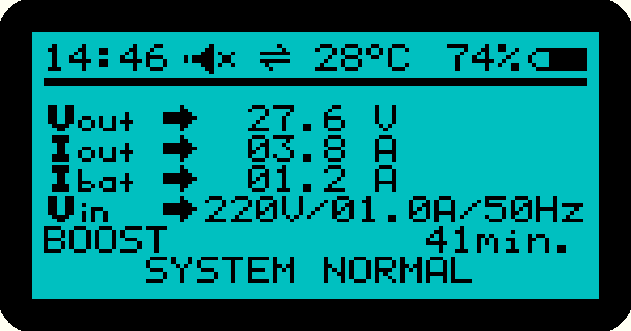 14:46 28ºC 74%
Vout 27.6 V
Iout 03.8 A
Ibat 01.2 A
Vin 220V/01.0A/50Hz
BOOST 41min.
SYSTEM NORMAL